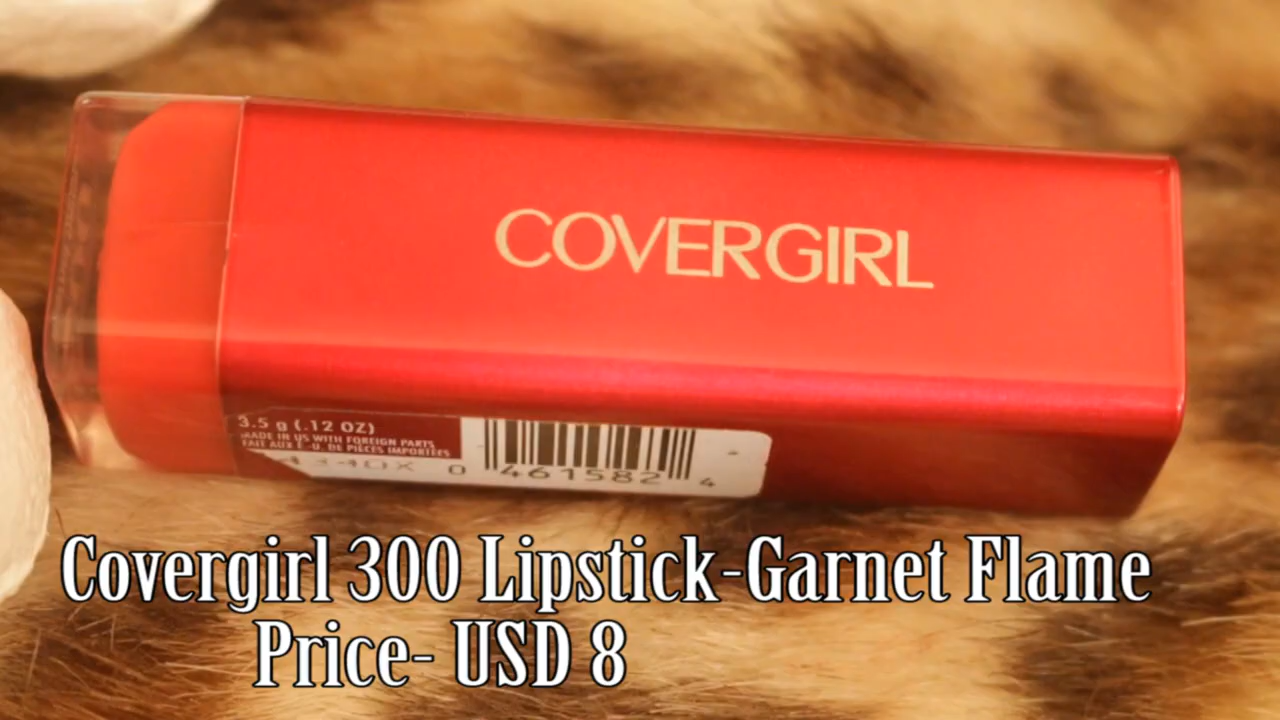 COVERGIRL
3.5 g (.12 OZ)
MADE IN US WITH FOREIGN PARTS
FAIT AUX É.-U. DE PIÈCES IMPORTÉES
0 461582 4
Covergirl 300 Lipstick-Garnet Flame
Price- USD 8